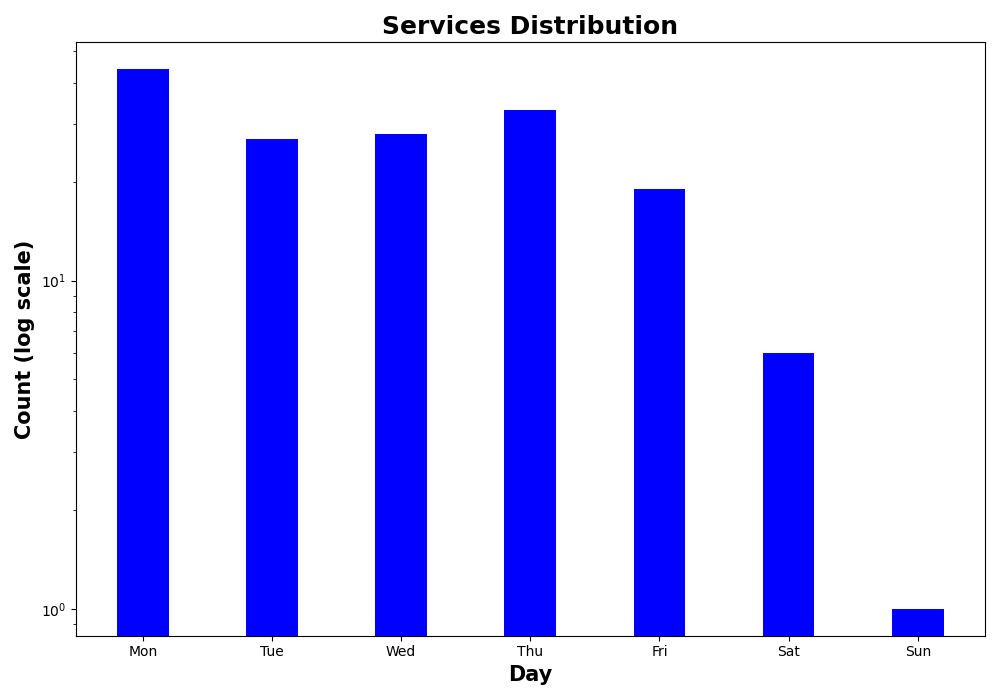 Services Distribution
Count (log scale)
10¹
10⁰
Mon Tue Wed Thu Fri Sat Sun
Day